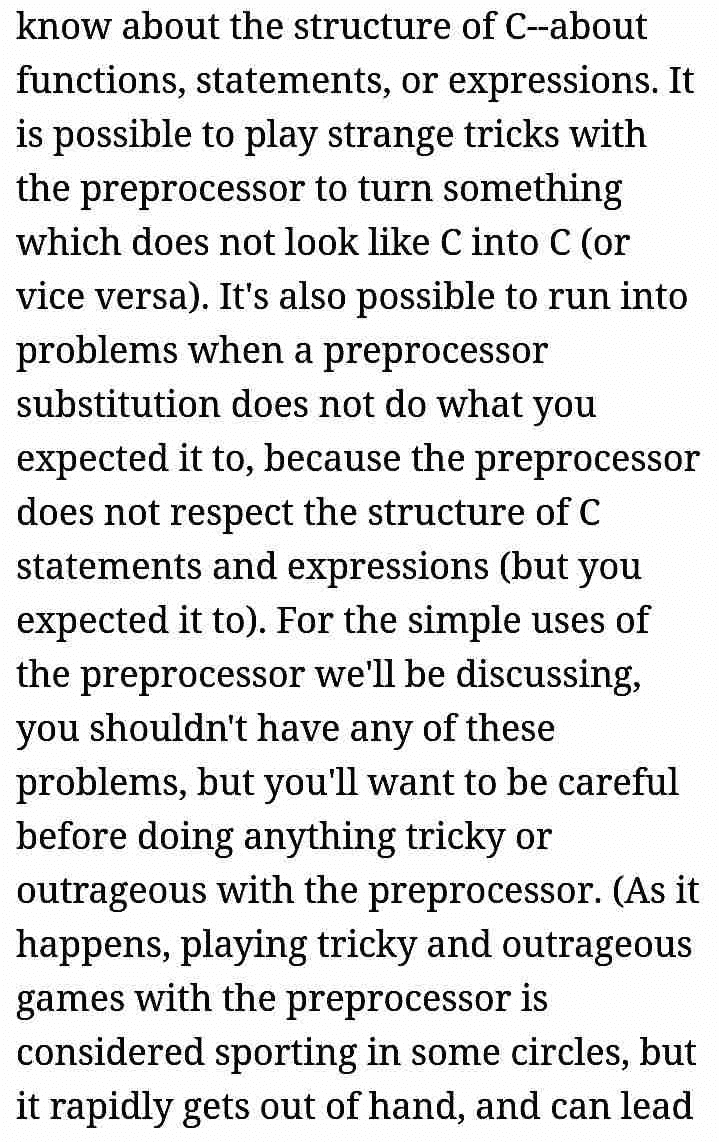 know about the structure of C--about
functions, statements, or expressions. It
is possible to play strange tricks with
the preprocessor to turn something
which does not look like C into C (or
vice versa). It's also possible to run into
problems when a preprocessor
substitution does not do what you
expected it to, because the preprocessor
does not respect the structure of C
statements and expressions (but you
expected it to). For the simple uses of
the preprocessor we'll be discussing,
you shouldn't have any of these
problems, but you'll want to be careful
before doing anything tricky or
outrageous with the preprocessor. (As it
happens, playing tricky and outrageous
games with the preprocessor is
considered sporting in some circles, but
it rapidly gets out of hand, and can lead